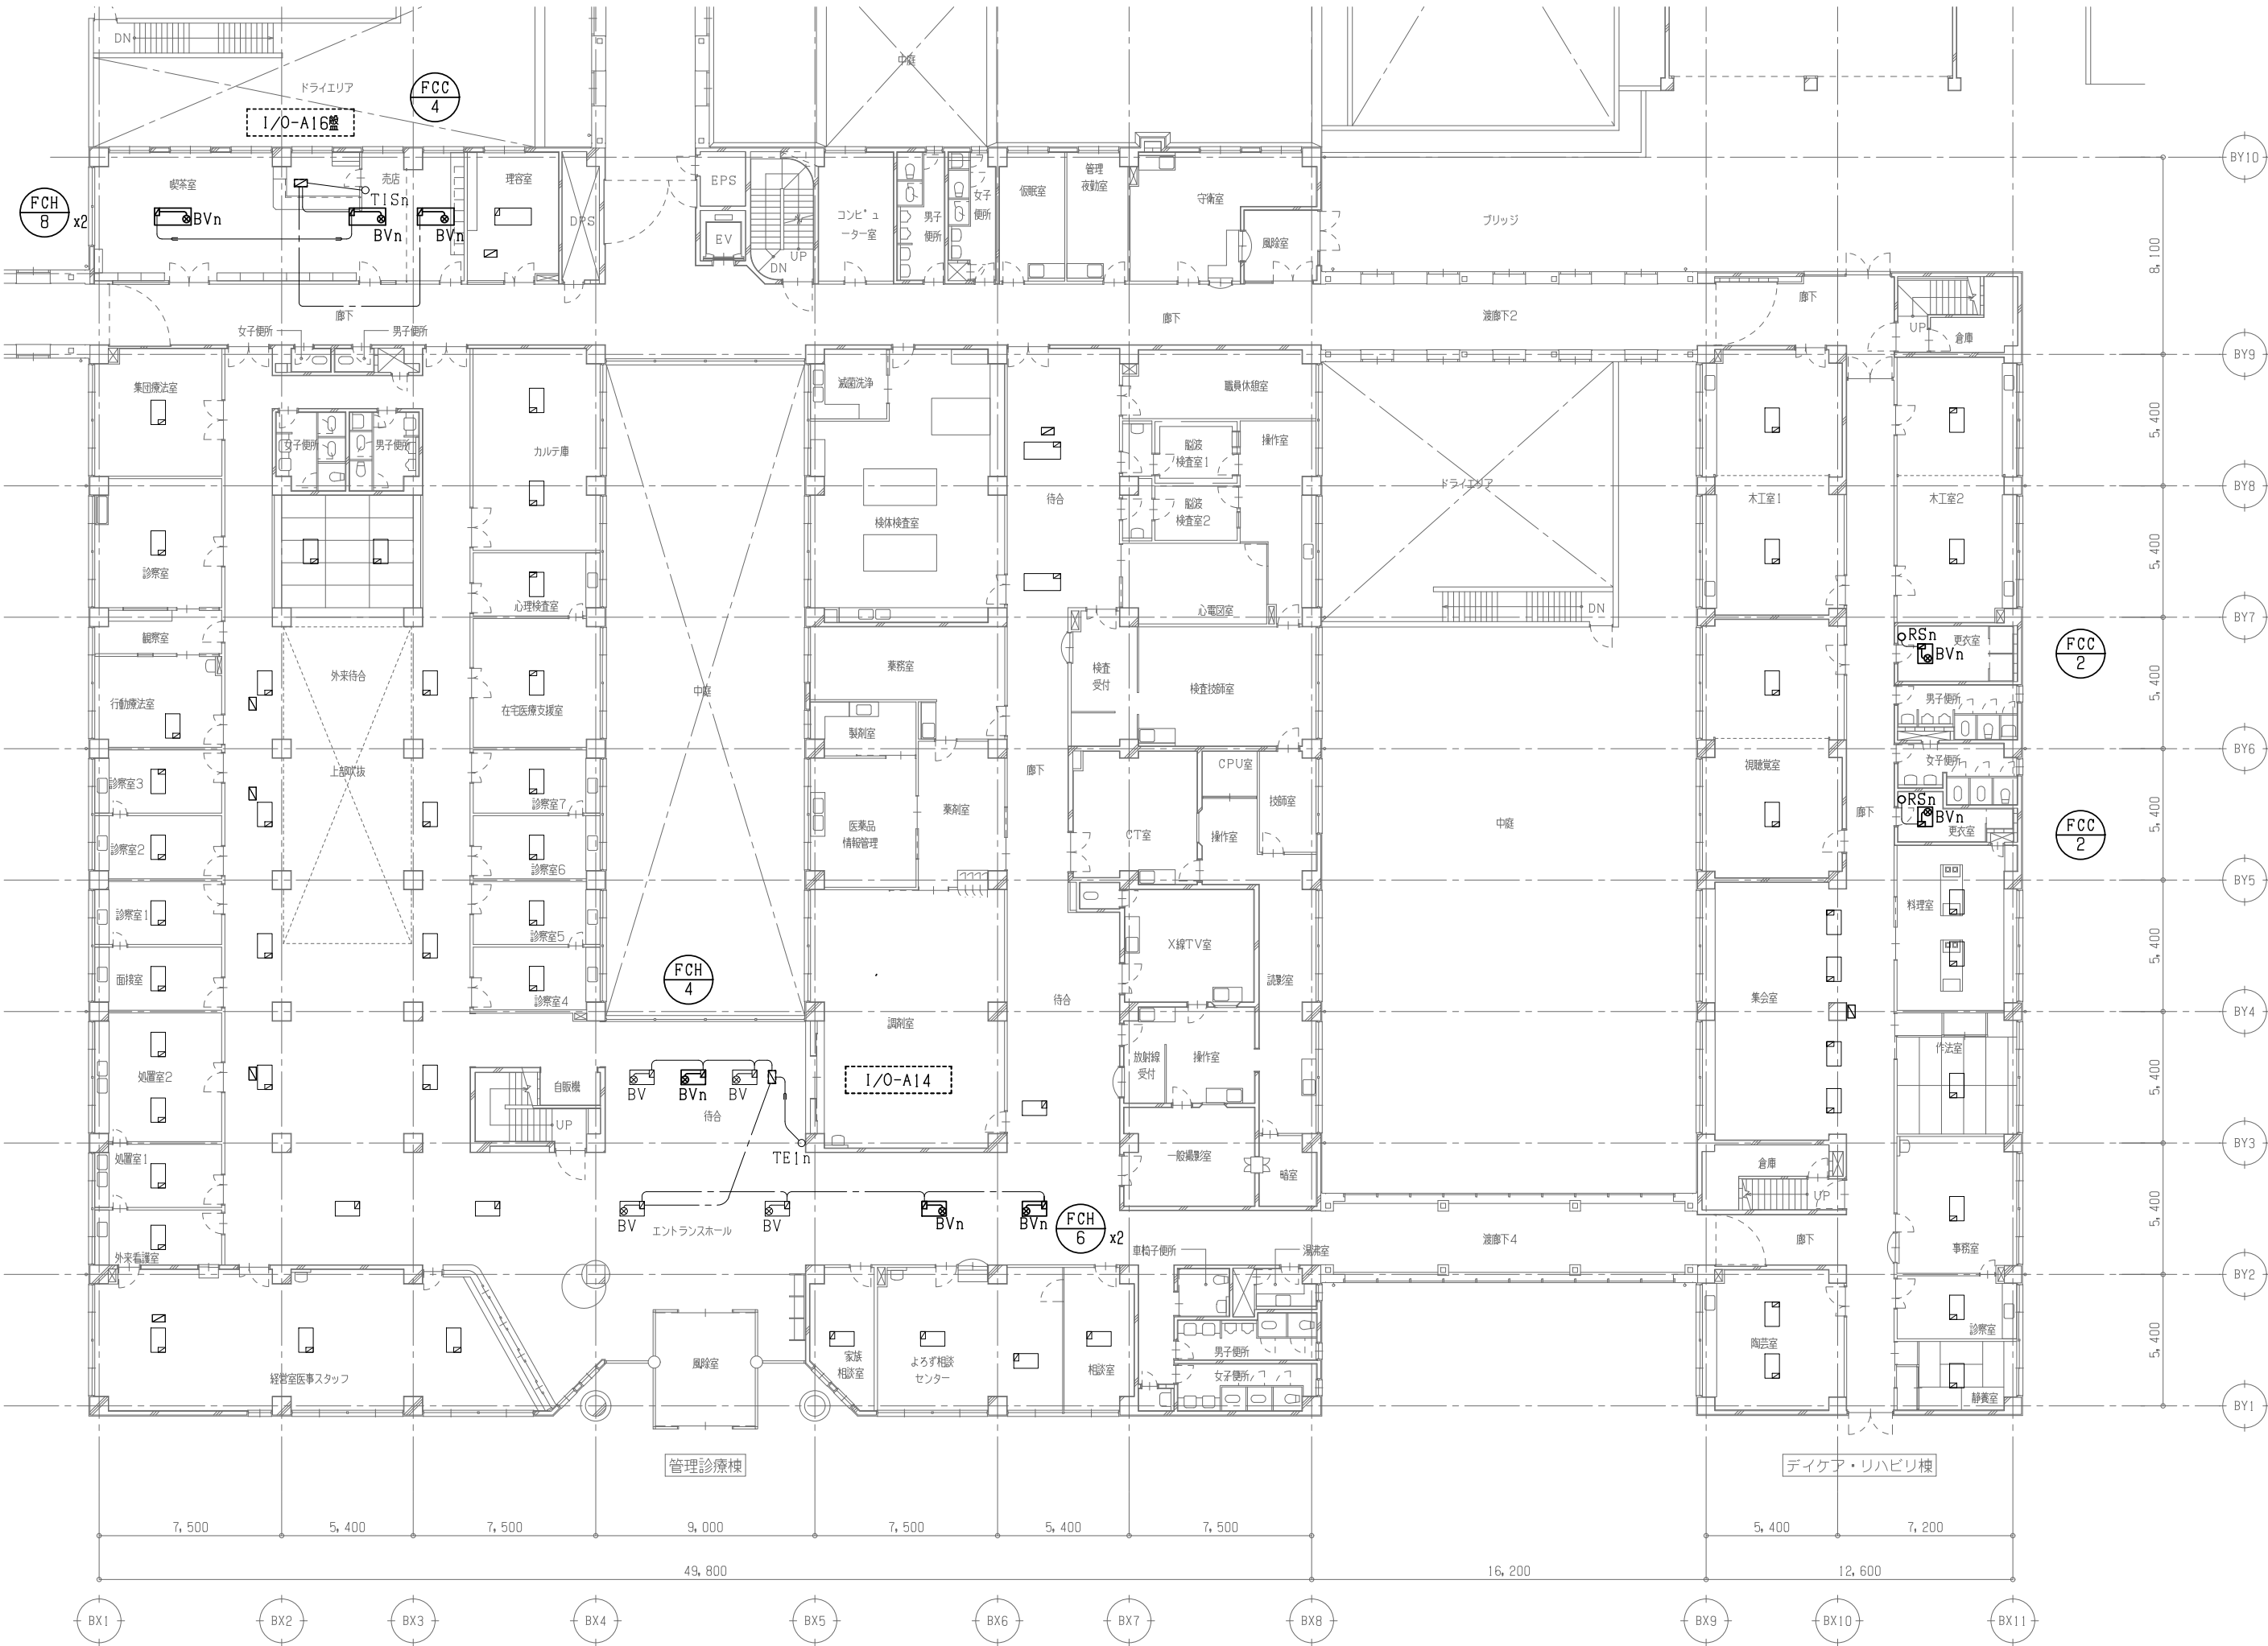 DN
ドライエリア
FCC
4
I/O-A16盤
中庭
BY10
喫茶室
売店
理容室
TISn
FCH
8
x2
BVn
BVn
BVn
DPS
EPS
EV
UP
DN
コンピュ
ーター室
男子
便所
女子
便所
仮眠室
管理
夜勤室
守衛室
風除室
ブリッジ
8,100
廊下
女子便所
男子便所
廊下
渡廊下2
廊下
UP
倉庫
BY9
集団療法室
滅菌洗浄
職員休憩室
女子便所
男子便所
カルテ庫
脳波
検査室1
操作室
5,400
ドライエリア
BY8
待合
木工室1
木工室2
脳波
検査室2
検体検査室
診察室
心理検査室
心電図室
DN
5,400
BY7
観察室
RSn
BVn
更衣室
FCC
2
薬務室
検査
受付
検査技師室
外来待合
中庭
行動療法室
在宅医療支援室
男子便所
5,400
製剤室
BY6
上部吹抜
廊下
CPU室
技師室
視聴覚室
女子便所
診察室3
診察室7
薬剤室
RSn
BVn
更衣室
FCC
2
医薬品
情報管理
CT室
操作室
中庭
廊下
5,400
診察室2
診察室6
BY5
診察室1
診察室5
料理室
X線TV室
読影室
5,400
面接室
診察室4
FCH
4
待合
集会室
BY4
調剤室
放射線
受付
操作室
作法室
処置室2
自販機
BV
BVn
BV
I/O-A14
待合
UP
5,400
TE1n
BY3
処置室1
一般撮影室
暗室
倉庫
UP
BV
BV
BVn
BVn
FCH
6
x2
エントランスホール
5,400
車椅子便所
湯沸室
渡廊下4
廊下
事務室
外来看護室
BY2
風除室
家族
相談室
よろず相談
センター
相談室
男子便所
陶芸室
診察室
女子便所
経営室医事スタッフ
静養室
5,400
BY1
管理診療棟
デイケア・リハビリ棟
7,500
5,400
7,500
9,000
7,500
5,400
7,500
5,400
7,200
49,800
16,200
12,600
BX1
BX2
BX3
BX4
BX5
BX6
BX7
BX8
BX9
BX10
BX11